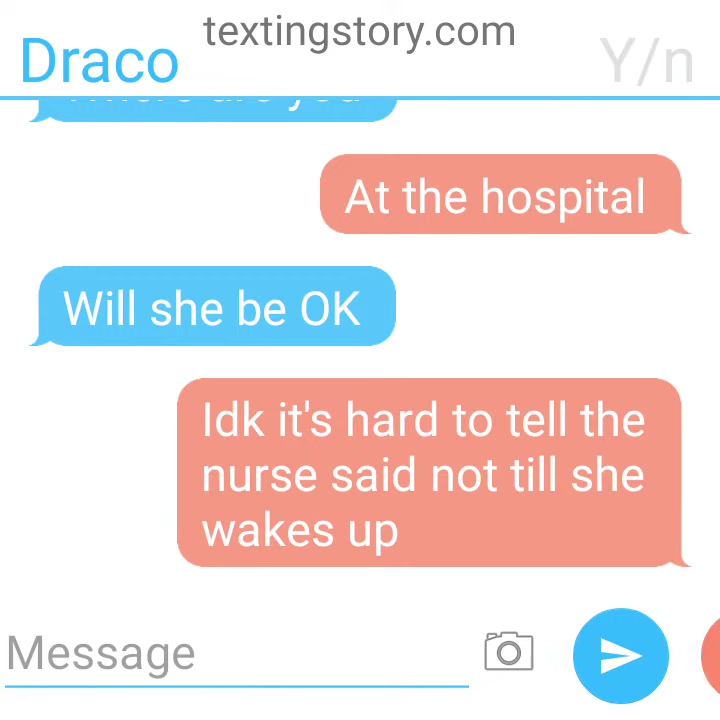 textingstory.com
Draco
Y/n
At the hospital
Will she be OK
Idk it's hard to tell the
nurse said not till she
wakes up
Message